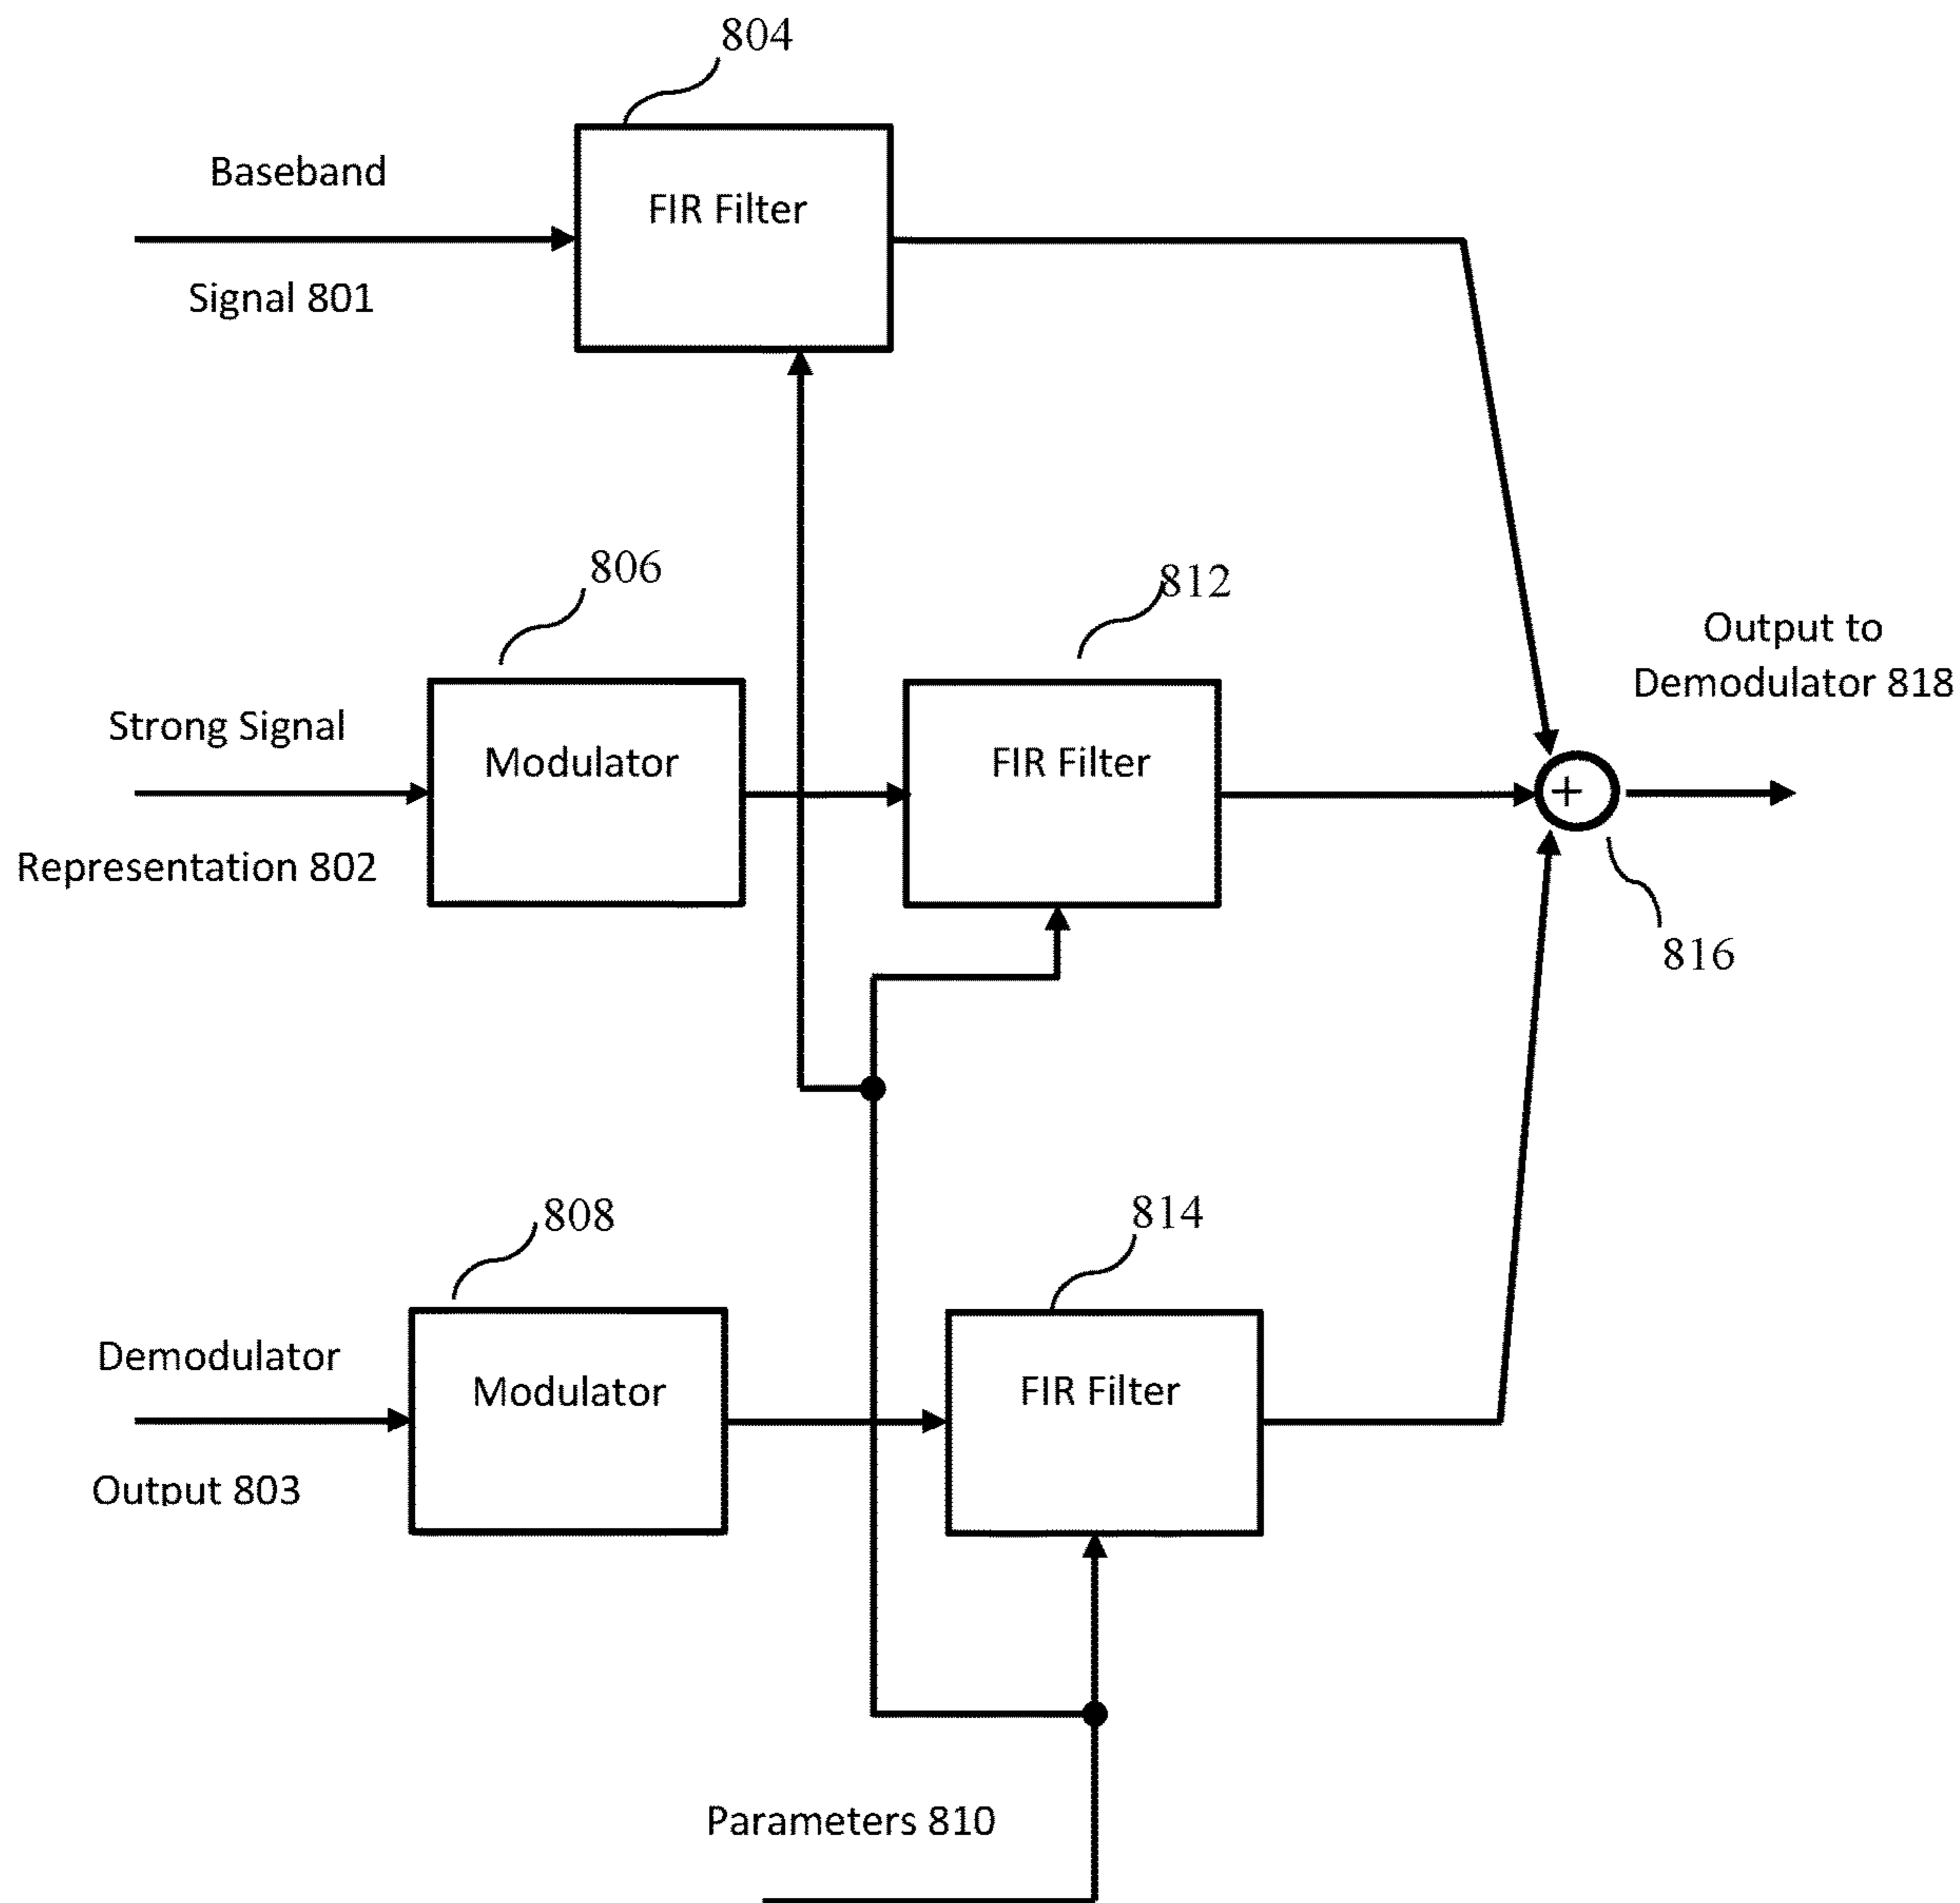 804
Baseband
FIR Filter
Signal 801
806
812
Output to
Demodulator 818
Strong Signal
Modulator
FIR Filter
+
Representation 802
816
808
814
Demodulator
Modulator
FIR Filter
Output 803
Parameters 810